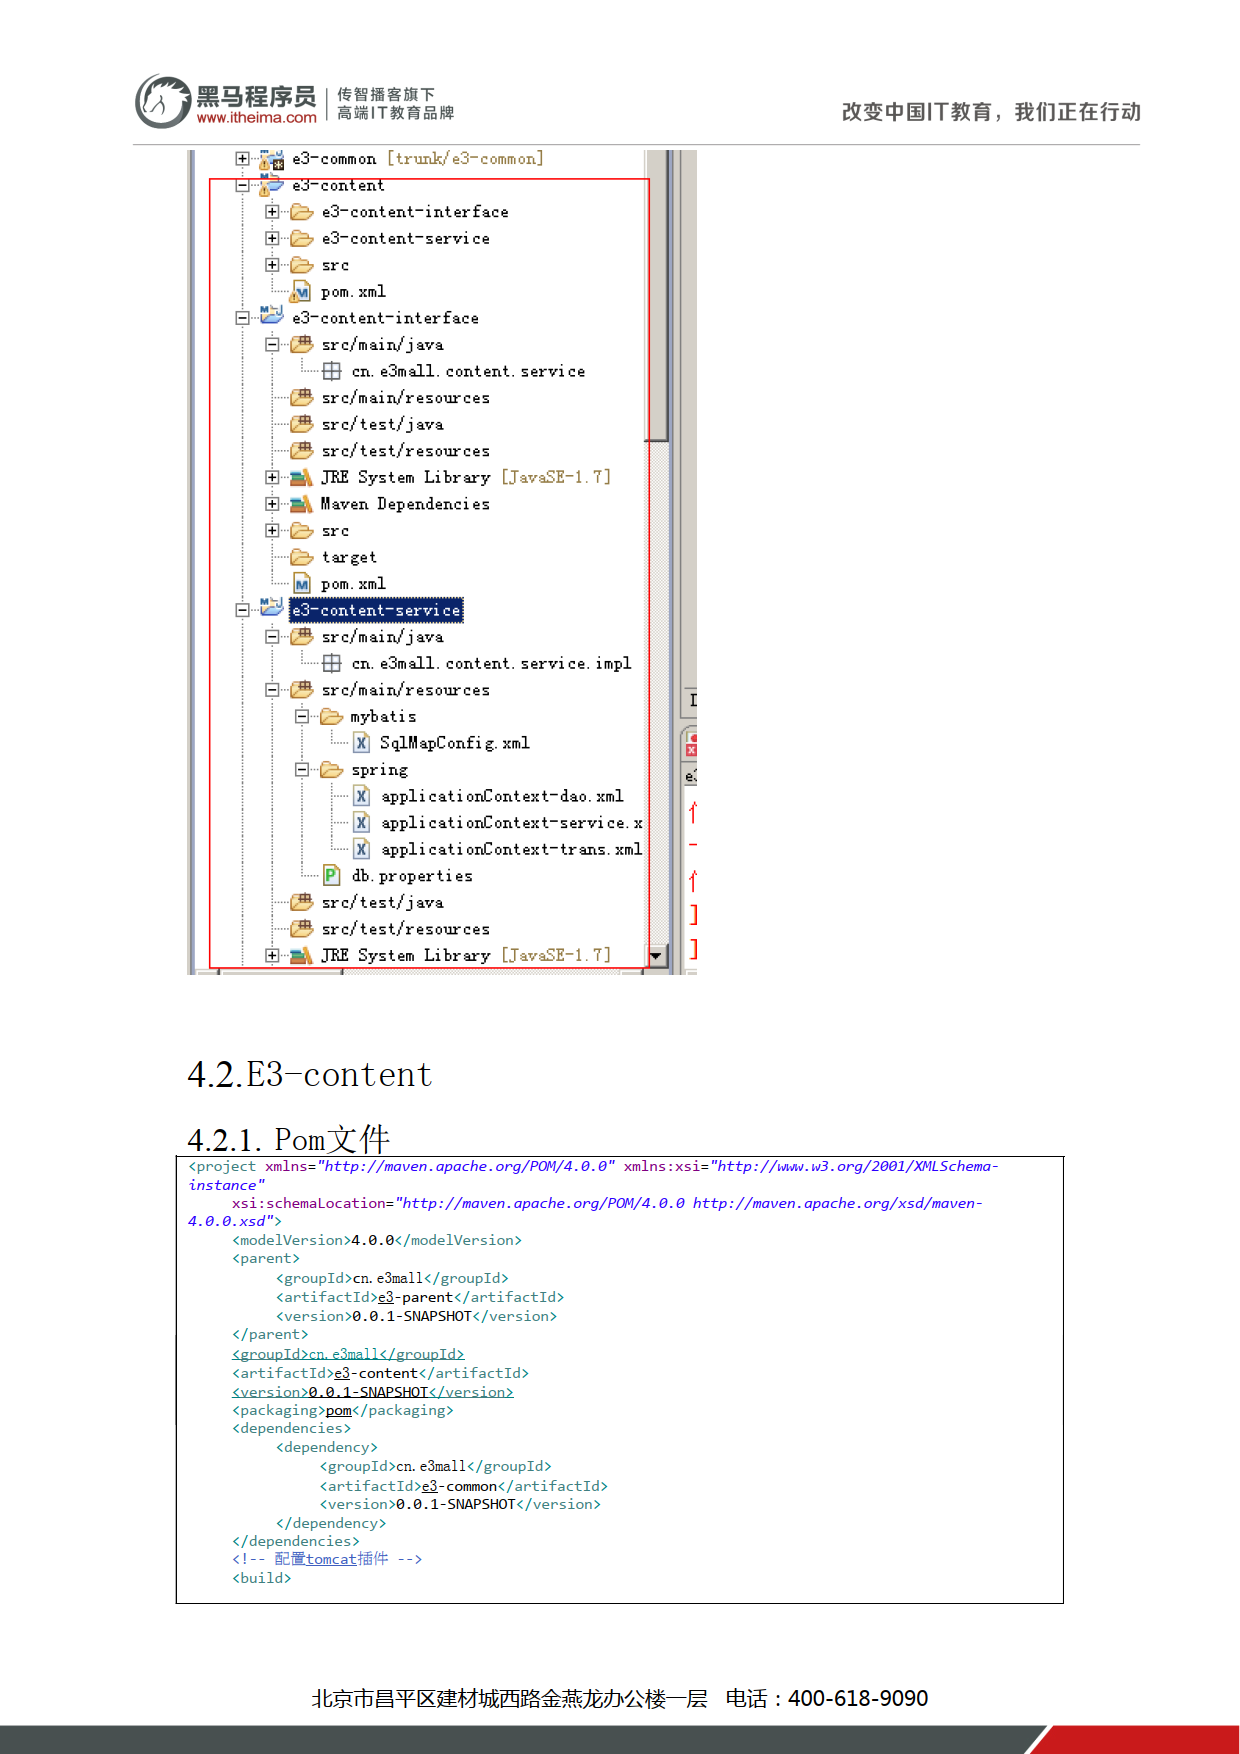 黑马程序员
www.itheima.com
传智播客旗下
高端IT教育品牌
改变中国IT教育，我们正在行动
e3-common [trunk/e3-common]
e3-content
e3-content-interface
e3-content-service
src
pom.xml
e3-content-interface
src/main/java
cn.e3mall.content.service
src/main/resources
src/test/java
src/test/resources
JRE System Library [JavaSE-1.7]
Maven Dependencies
src
target
pom.xml
e3-content-service
src/main/java
cn.e3mall.content.service.impl
src/main/resources
mybatis
SqlMapConfig.xml
spring
applicationContext-dao.xml
applicationContext-service.x
applicationContext-trans.xml
db.properties
src/test/java
src/test/resources
JRE System Library [JavaSE-1.7]
4.2.E3-content
4.2.1. Pom文件
<project xmlns="http://maven.apache.org/POM/4.0.0" xmlns:xsi="http://www.w3.org/2001/XMLSchema-
instance"
xsi:schemaLocation="http://maven.apache.org/POM/4.0.0 http://maven.apache.org/xsd/maven-
4.0.0.xsd">
<modelVersion>4.0.0</modelVersion>
<parent>
<groupId>cn.e3mall</groupId>
<artifactId>e3-parent</artifactId>
<version>0.0.1-SNAPSHOT</version>
</parent>
<groupId>cn.e3mall</groupId>
<artifactId>e3-content</artifactId>
<version>0.0.1-SNAPSHOT</version>
<packaging>pom</packaging>
<dependencies>
<dependency>
<groupId>cn.e3mall</groupId>
<artifactId>e3-common</artifactId>
<version>0.0.1-SNAPSHOT</version>
</dependency>
</dependencies>
<!-- 配置tomcat插件 -->
<build>
北京市昌平区建材城西路金燕龙办公楼一层 电话：400-618-9090